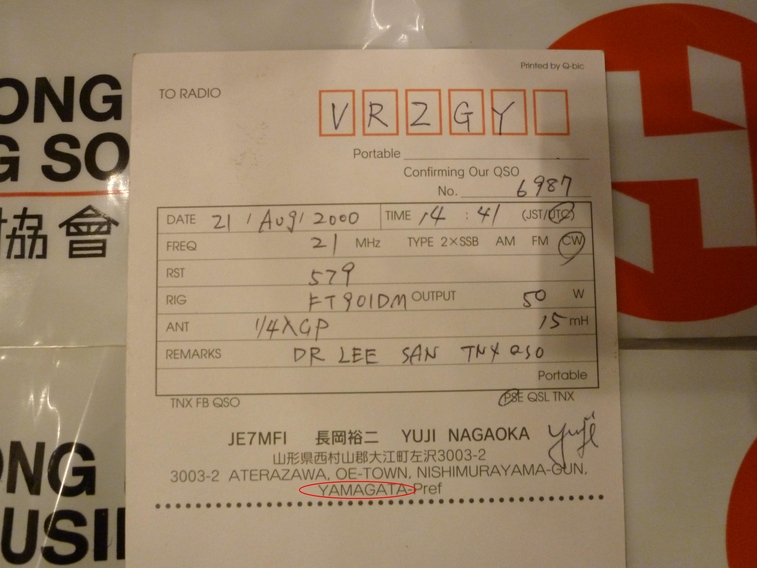 Printed by Q-bic
TO RADIO
VR2GY
Portable
Confirming Our QSO
No. 6987
DATE 21 / Aug / 2000 TIME 14 : 41 (JST/UTC)
FREQ 21 MHz TYPE 2×SSB AM FM CW
RST 579
RIG FT901DM OUTPUT 50 W
ANT 1/4λGP 15 mH
REMARKS DR LEE SAN TNX QSO
Portable
TNX FB QSO PSE QSL TNX
JE7MFI 長岡裕二 YUJI NAGAOKA Yuji
山形県西村山郡大江町左沢3003-2
3003-2 ATERAZAWA, OE-TOWN, NISHIMURAYAMA-GUN,
YAMAGATA-Pref
ONG
G SO
協會
ONG
USI